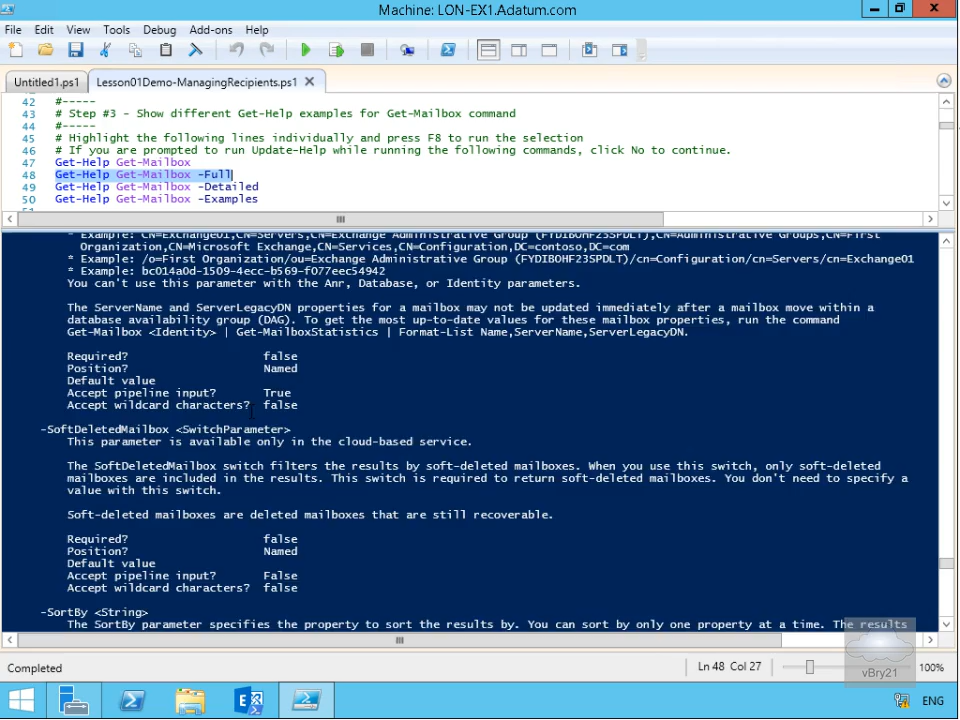 Machine: LON-EX1.Adatum.com
File Edit View Tools Debug Add-ons Help
Untitled1.ps1 Lesson01Demo-ManagingRecipients.ps1
42 #-----
43 # Step #3 - Show different Get-Help examples for Get-Mailbox command
44 #-----
45 # Highlight the following lines individually and press F8 to run the selection
46 # If you are prompted to run Update-Help while running the following commands, click No to continue.
47 Get-Help Get-Mailbox
48 Get-Help Get-Mailbox -Full
49 Get-Help Get-Mailbox -Detailed
50 Get-Help Get-Mailbox -Examples
* Example: CN=Exchange01,CN=Servers,CN=Exchange Administrative Group (FYDIBOHF23SPDLT),CN=Administrative Groups,CN=First
Organization,CN=Microsoft Exchange,CN=Services,CN=Configuration,DC=contoso,DC=com
* Example: /o=First Organization/ou=Exchange Administrative Group (FYDIBOHF23SPDLT)/cn=Configuration/cn=Servers/cn=Exchange01
* Example: bc014a0d-1509-4ecc-b569-f077eec54942
You can't use this parameter with the Anr, Database, or Identity parameters.
The ServerName and ServerLegacyDN properties for a mailbox may not be updated immediately after a mailbox move within a
database availability group (DAG). To get the most up-to-date values for these mailbox properties, run the command
Get-Mailbox <Identity> | Get-MailboxStatistics | Format-List Name,ServerName,ServerLegacyDN.
Required? false
Position? Named
Default value
Accept pipeline input? True
Accept wildcard characters? false
-SoftDeletedMailbox <SwitchParameter>
This parameter is available only in the cloud-based service.
The SoftDeletedMailbox switch filters the results by soft-deleted mailboxes. When you use this switch, only soft-deleted
mailboxes are included in the results. This switch is required to return soft-deleted mailboxes. You don't need to specify a
value with this switch.
Soft-deleted mailboxes are deleted mailboxes that are still recoverable.
Required? false
Position? Named
Default value
Accept pipeline input? False
Accept wildcard characters? false
-SortBy <String>
The SortBy parameter specifies the property to sort the results by. You can sort by only one property at a time. The results
Completed Ln 48 Col 27 100%
vBry21
ENG